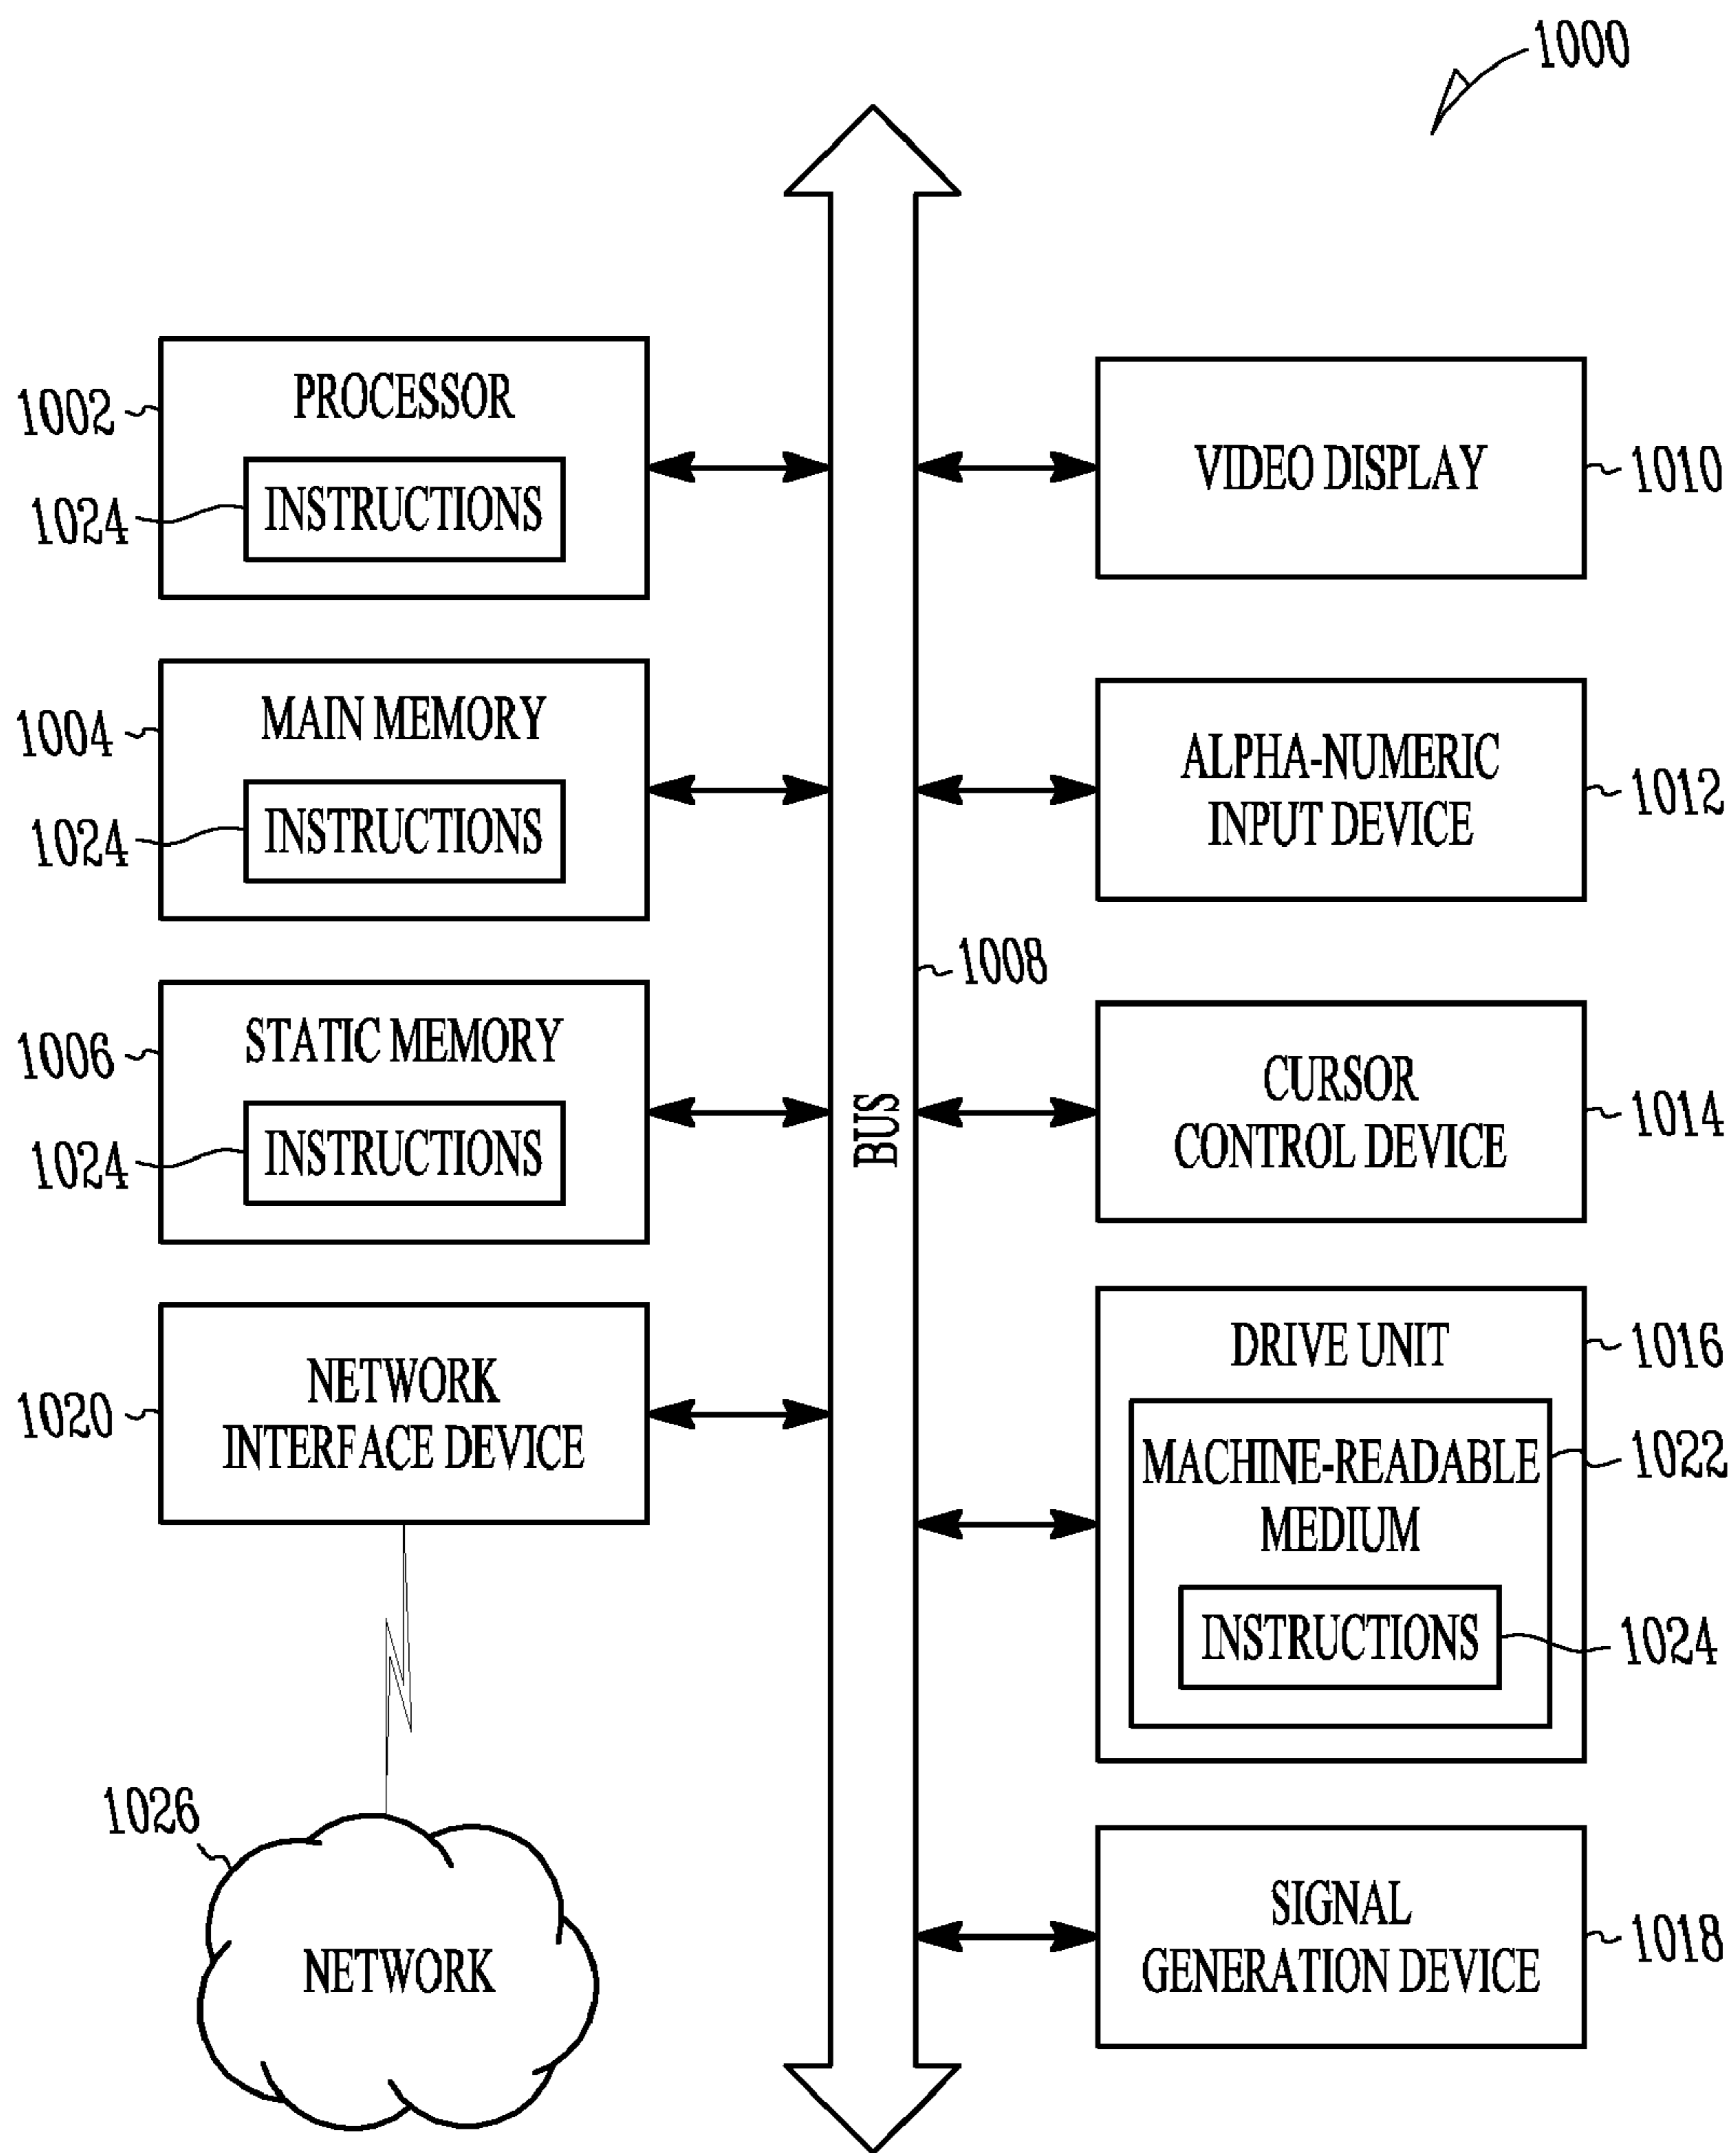 1000
1002
PROCESSOR
1024
INSTRUCTIONS
1004
MAIN MEMORY
1024
INSTRUCTIONS
1006
STATIC MEMORY
1024
INSTRUCTIONS
1020
NETWORK
INTERFACE DEVICE
1026
NETWORK
BUS
1008
VIDEO DISPLAY
1010
ALPHA-NUMERIC
INPUT DEVICE
1012
CURSOR
CONTROL DEVICE
1014
DRIVE UNIT
1016
MACHINE-READABLE
MEDIUM
1022
INSTRUCTIONS
1024
SIGNAL
GENERATION DEVICE
1018